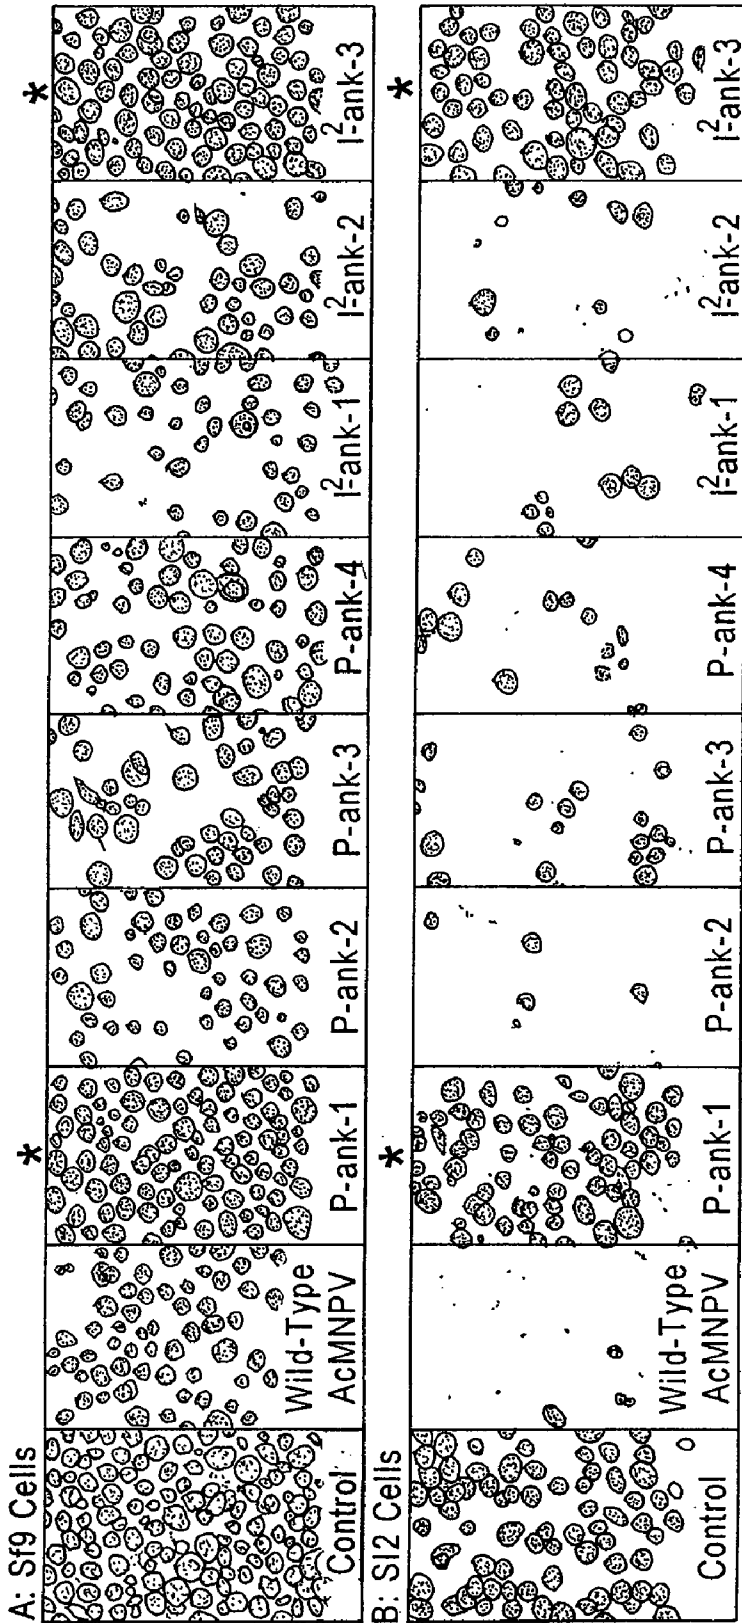 A: Sf9 Cells
*
*
Control
Wild-Type
AcMNPV
P-ank-1
P-ank-2
P-ank-3
P-ank-4
I²-ank-1
I²-ank-2
I²-ank-3
B: Sl2 Cells
*
*
Control
Wild-Type
AcMNPV
P-ank-1
P-ank-2
P-ank-3
P-ank-4
I²-ank-1
I²-ank-2
I²-ank-3